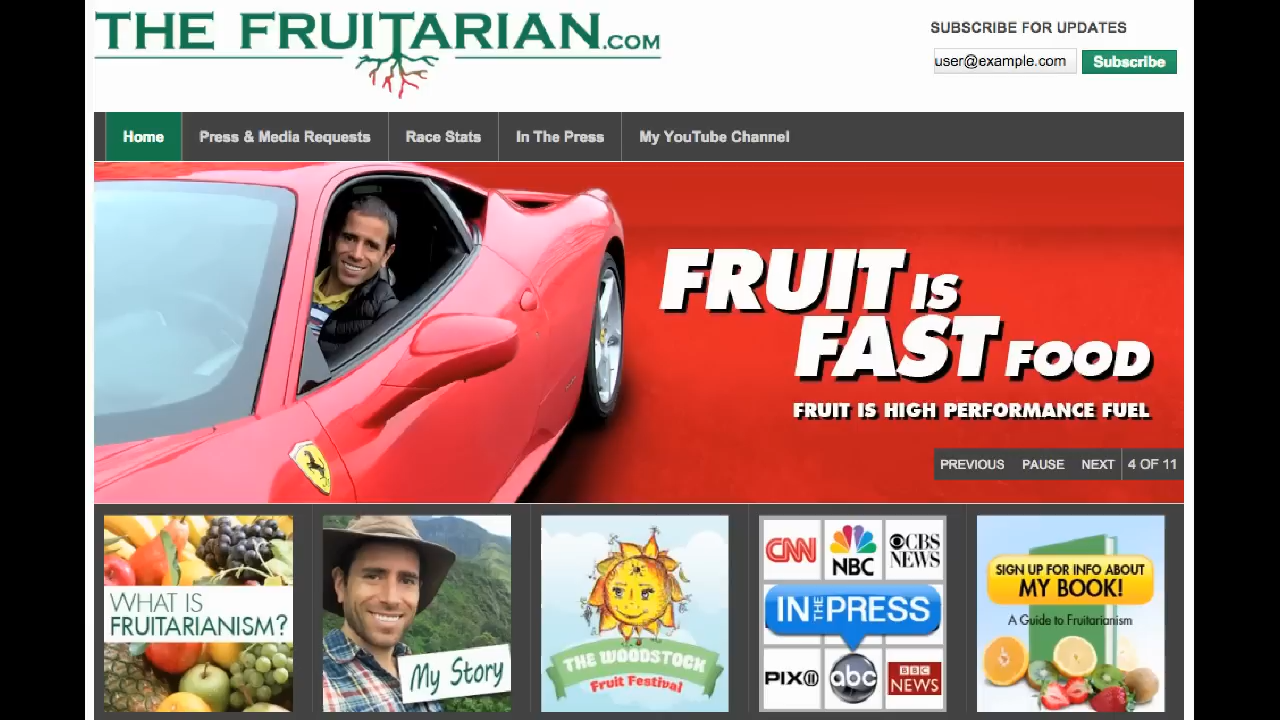 THE FRUITARIAN.COM
SUBSCRIBE FOR UPDATES
user@example.com
Subscribe
Home
Press & Media Requests
Race Stats
In The Press
My YouTube Channel
FRUIT IS
FAST FOOD
FRUIT IS HIGH PERFORMANCE FUEL
PREVIOUS
PAUSE
NEXT
4 OF 11
WHAT IS
FRUITARIANISM?
My Story
THE WOODSTOCK
Fruit Festival
CNN
NBC
CBS
NEWS
IN THE PRESS
PIX11
abc
BBC
NEWS
SIGN UP FOR INFO ABOUT
MY BOOK!
A Guide to Fruitarianism